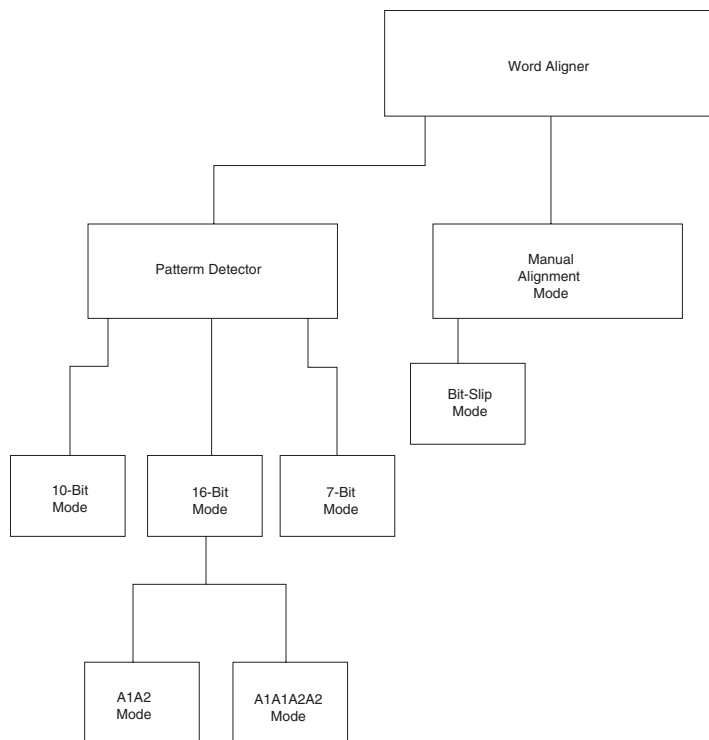 Word Aligner
Patterm Detector
Manual
Alignment
Mode
Bit-Slip
Mode
10-Bit
Mode
16-Bit
Mode
7-Bit
Mode
A1A2
Mode
A1A1A2A2
Mode